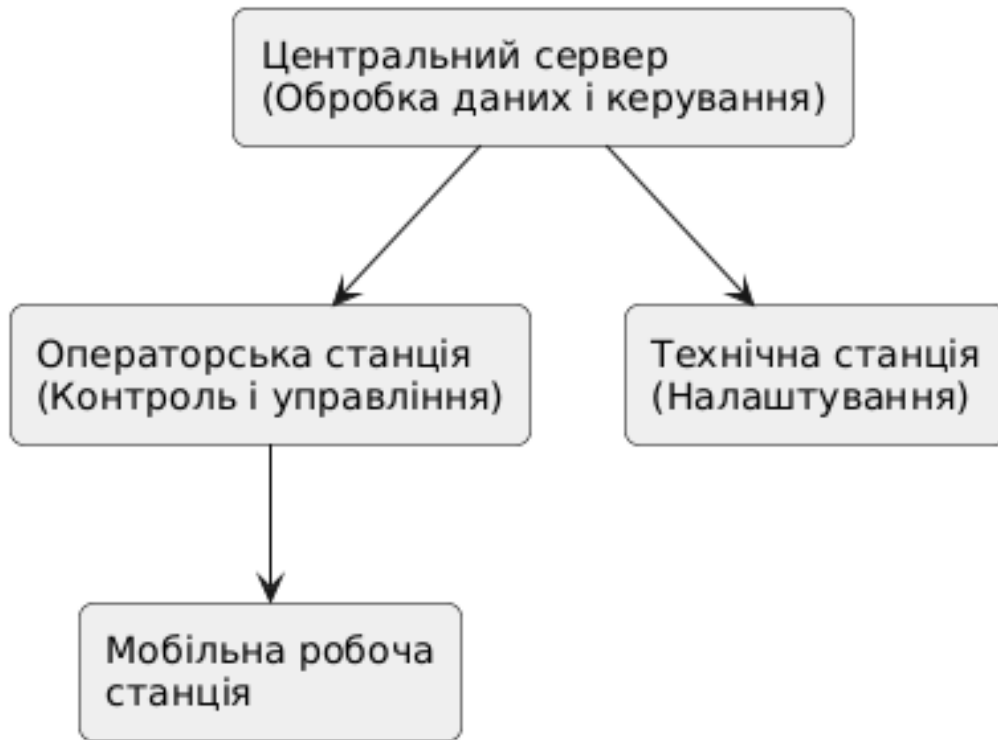 Центральний сервер
(Обробка даних і керування)
Операторська станція
(Контроль і управління)
Технічна станція
(Налаштування)
Мобільна робоча
станція